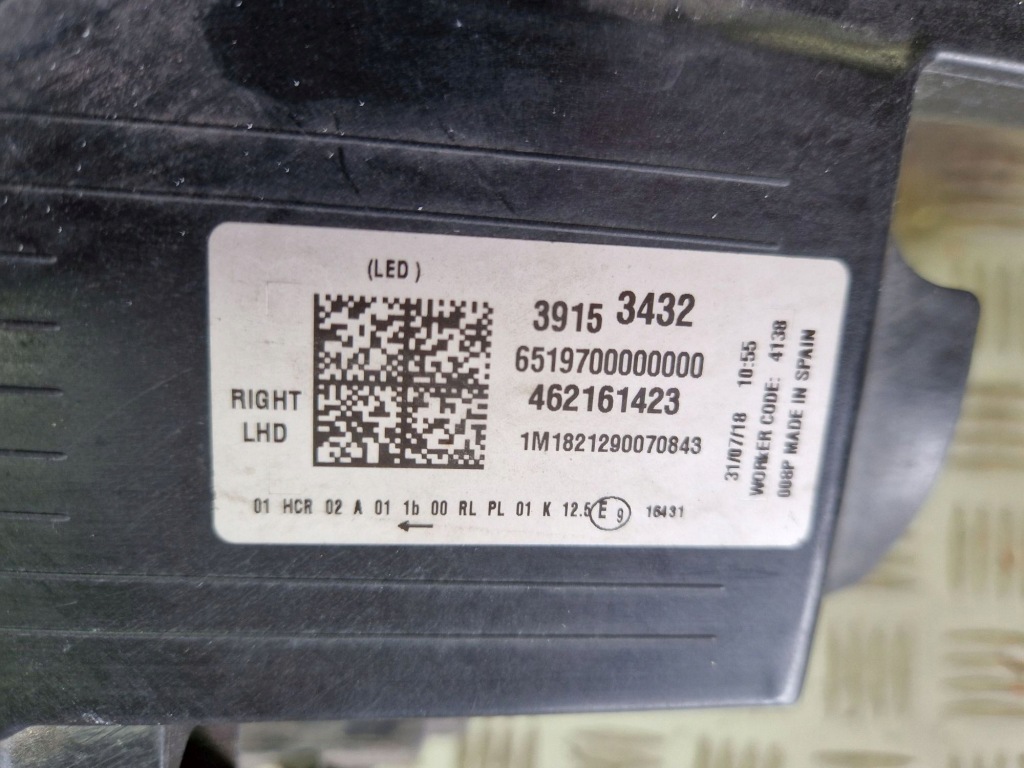 (LED )
3915 3432
6519700000000
462161423
1M1821290070843
RIGHT
LHD
01 HCR 02 A 01 1b 00 RL PL 01 K 12.5 E 9 16431
←
31/07/18 10:55
WORKER CODE: 4138
008P MADE IN SPAIN